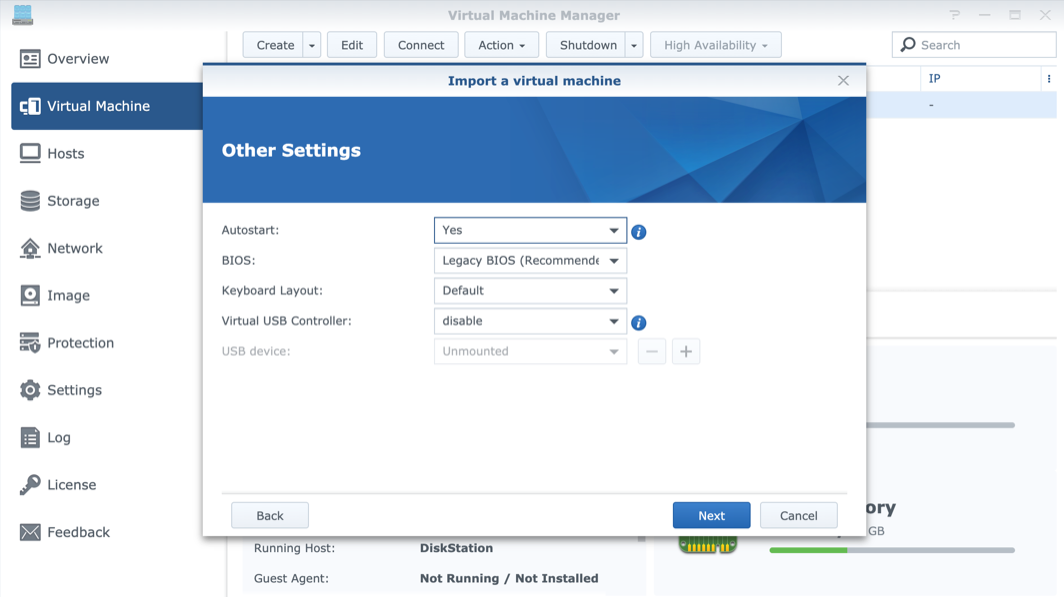 Virtual Machine Manager
Create
Edit
Connect
Action
Shutdown
High Availability
Search
Overview
Virtual Machine
Hosts
Storage
Network
Image
Protection
Settings
Log
License
Feedback
IP
-
Import a virtual machine
Other Settings
Autostart: Yes
BIOS: Legacy BIOS (Recommende
Keyboard Layout: Default
Virtual USB Controller: disable
USB device: Unmounted
Back
Next
Cancel
ory
GB
Running Host: DiskStation
Guest Agent: Not Running / Not Installed